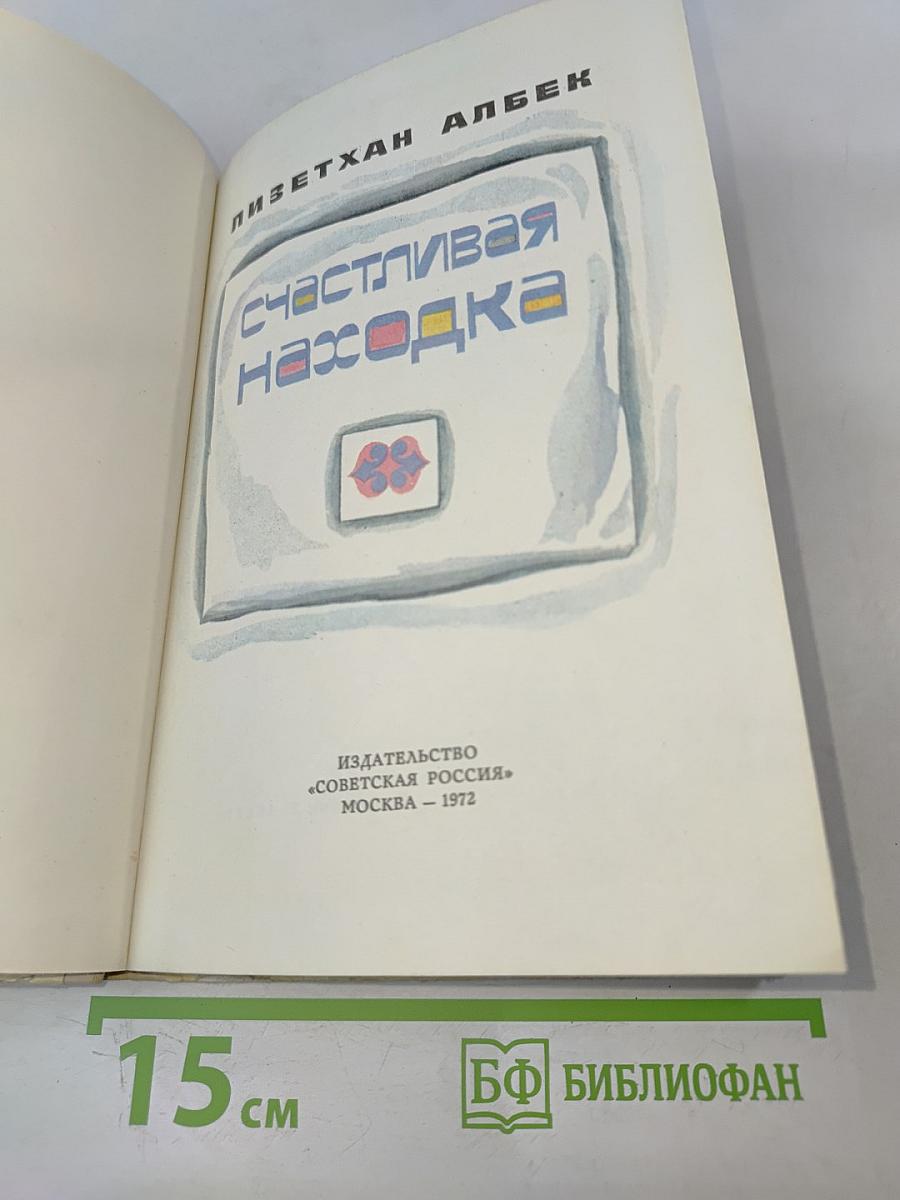 ЛИЗЕТХАН АЛБЕК
СЧАСТЛИВАЯ
НАХОДКА
ИЗДАТЕЛЬСТВО
«СОВЕТСКАЯ РОССИЯ»
МОСКВА — 1972
15 см
БФ БИБЛИОФАН